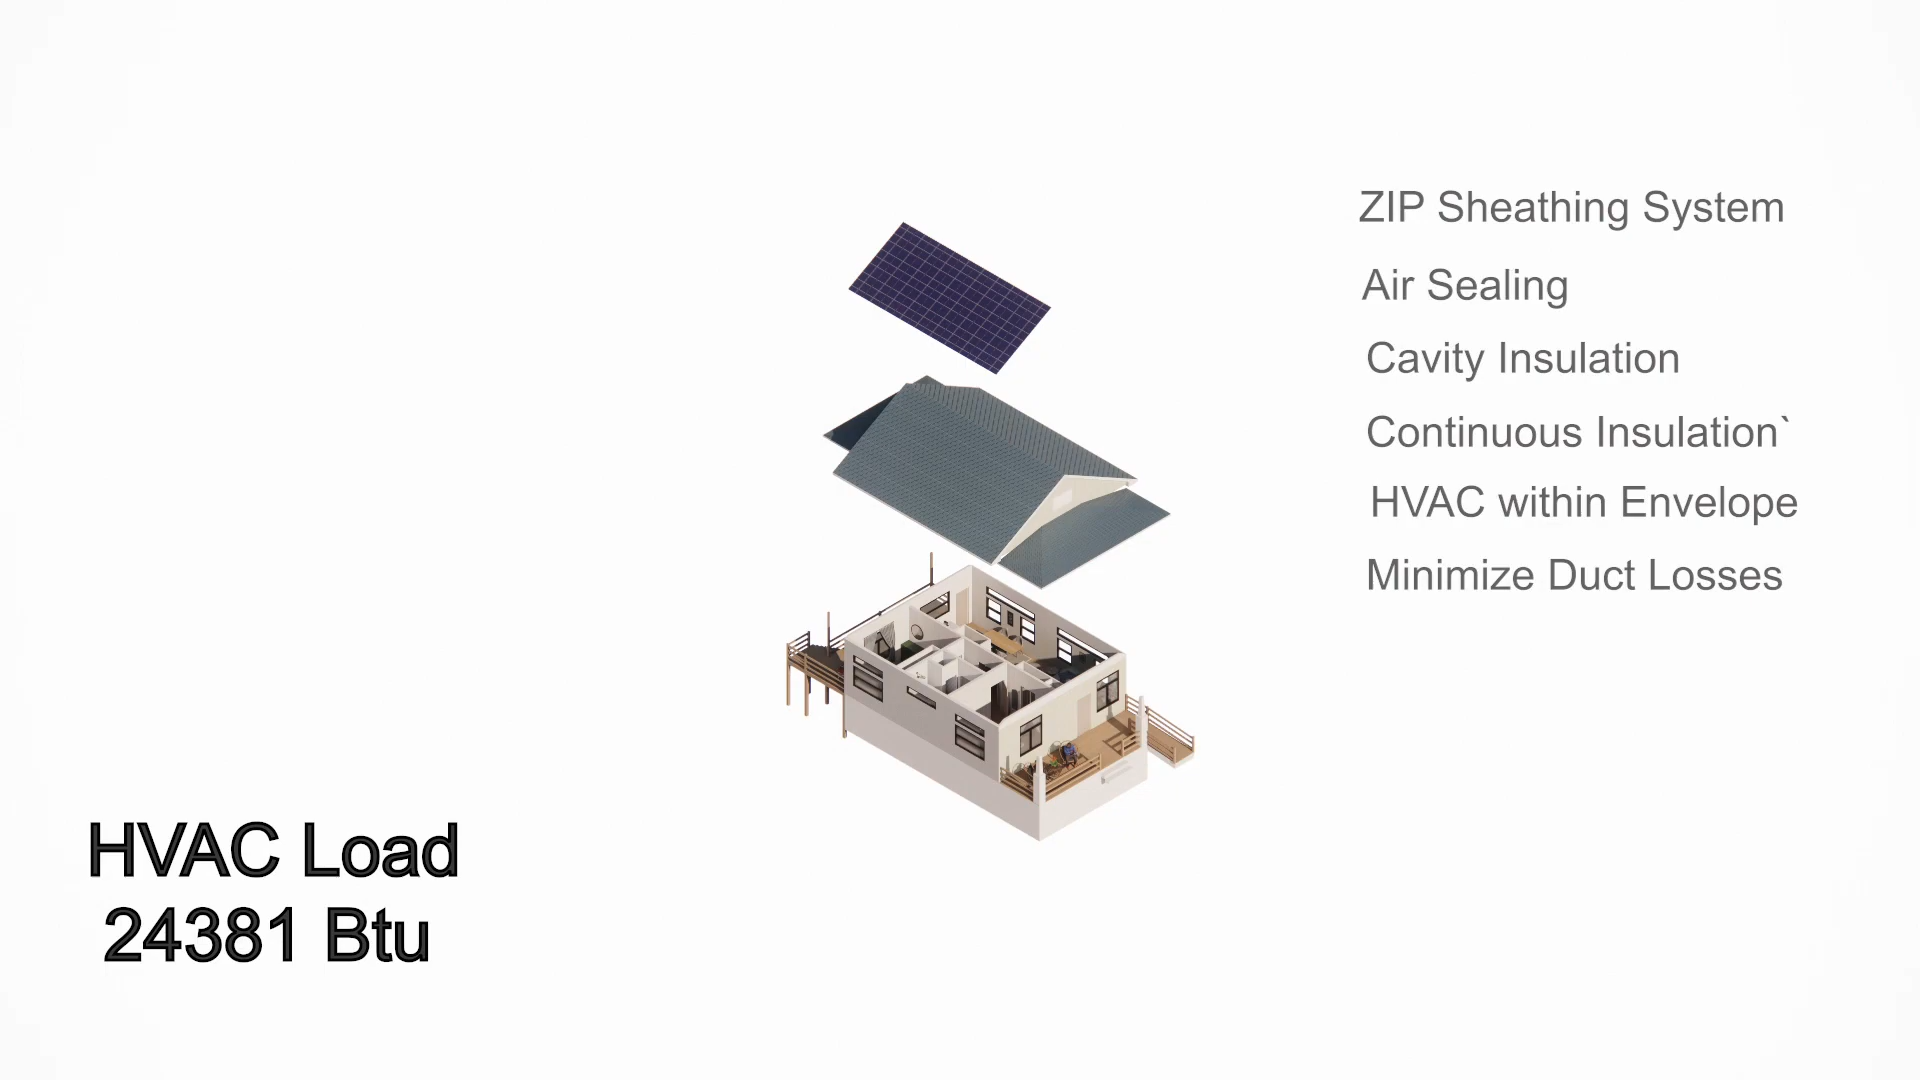 ZIP Sheathing System
Air Sealing
Cavity Insulation
Continuous Insulation`
HVAC within Envelope
Minimize Duct Losses
HVAC Load
24381 Btu